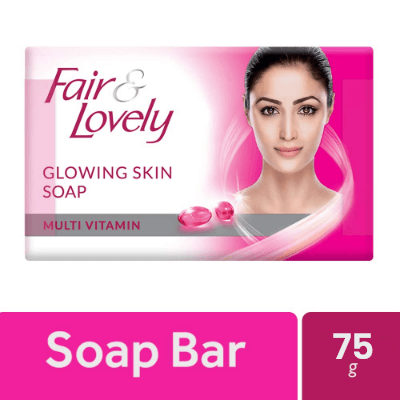 Fair &
Lovely
GLOWING SKIN
SOAP
MULTI VITAMIN
Soap Bar
75
g